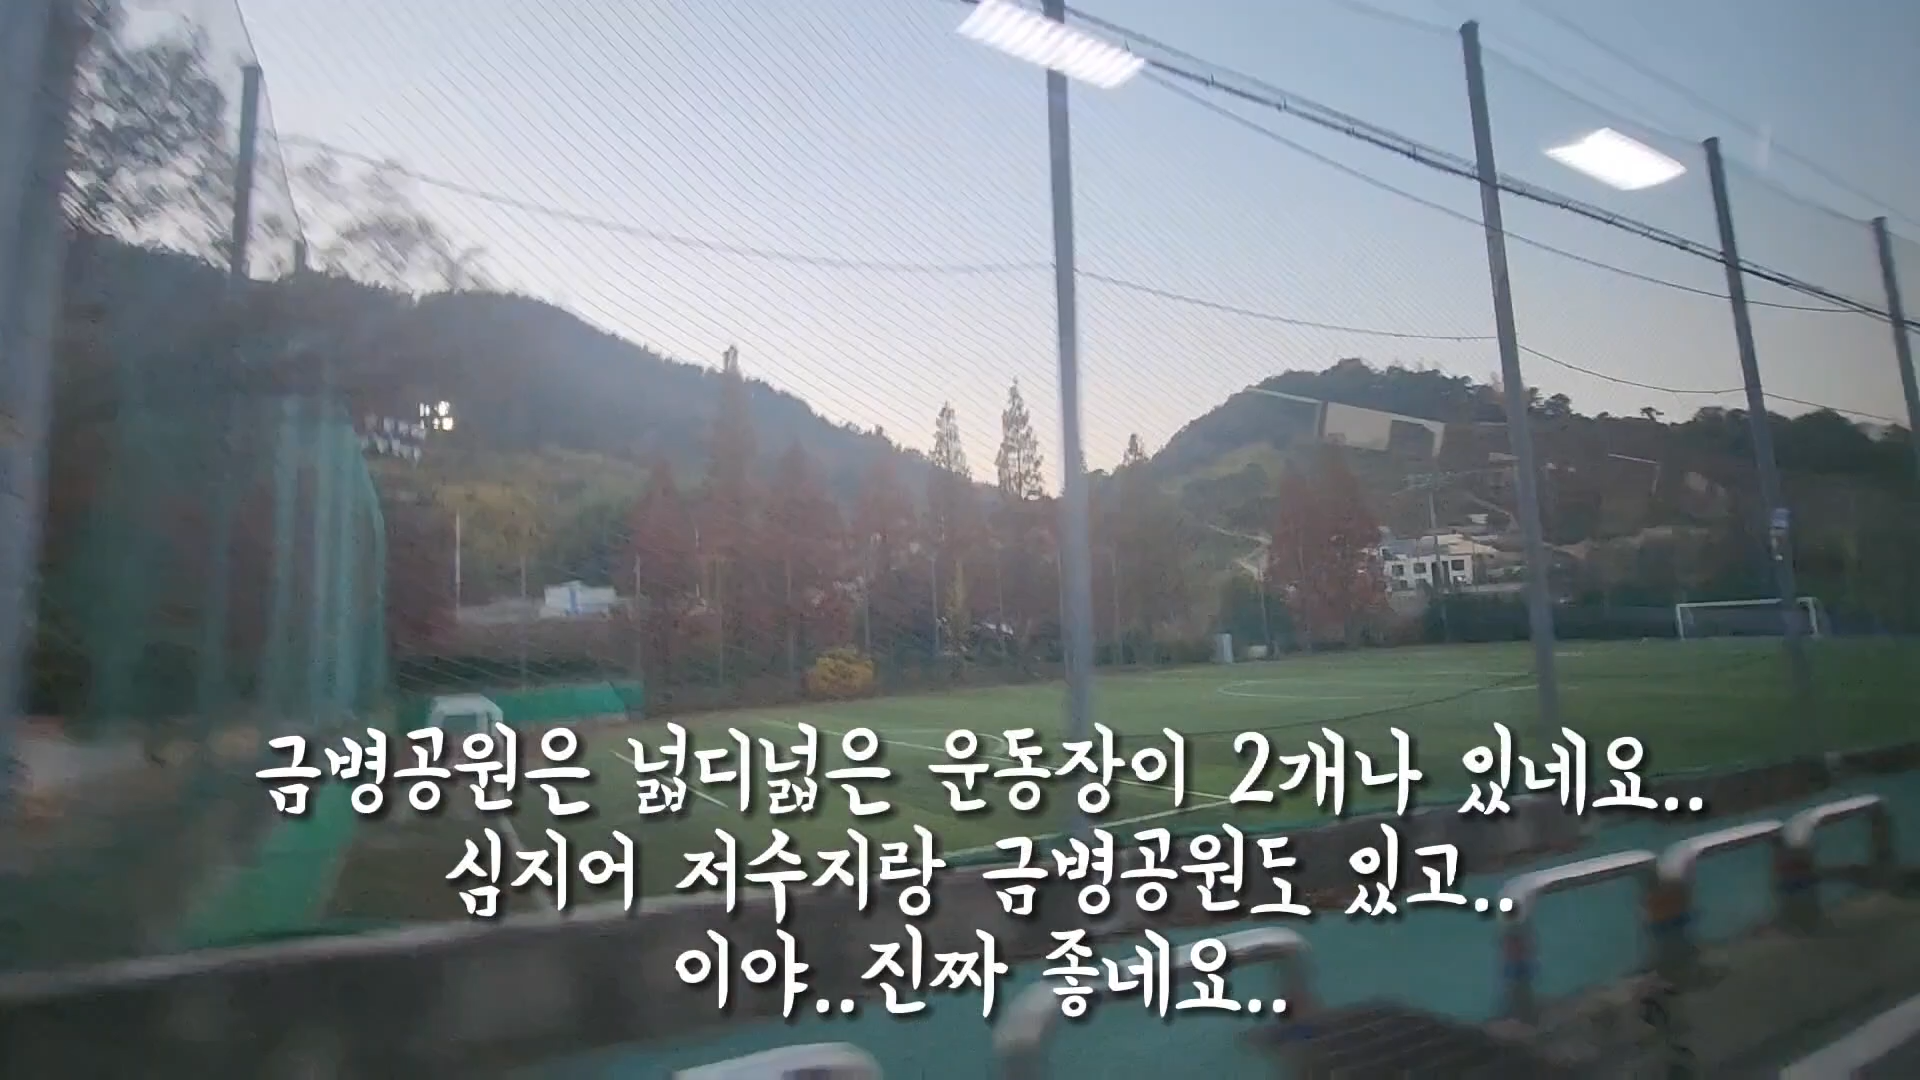 금병공원은 넓디넓은 운동장이 2개나 있네요..
심지어 저수지랑 금병공원도 있고..
이야..진짜 좋네요..